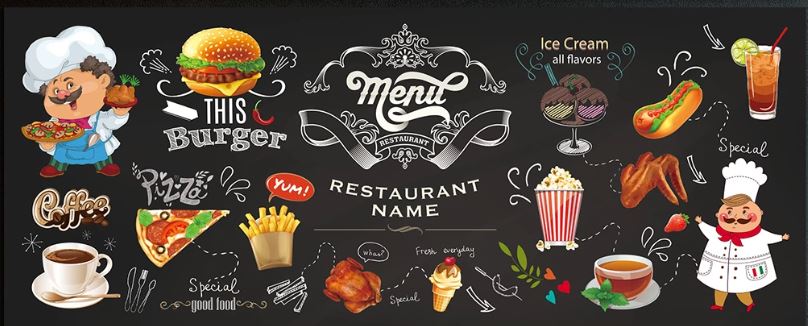 THIS
Burger
Menu
RESTAURANT
RESTAURANT
NAME
Ice Cream
all flavors
Special
Coffee
Pizza
YUM!
Special
good food
What?
Special
Fresh everyday